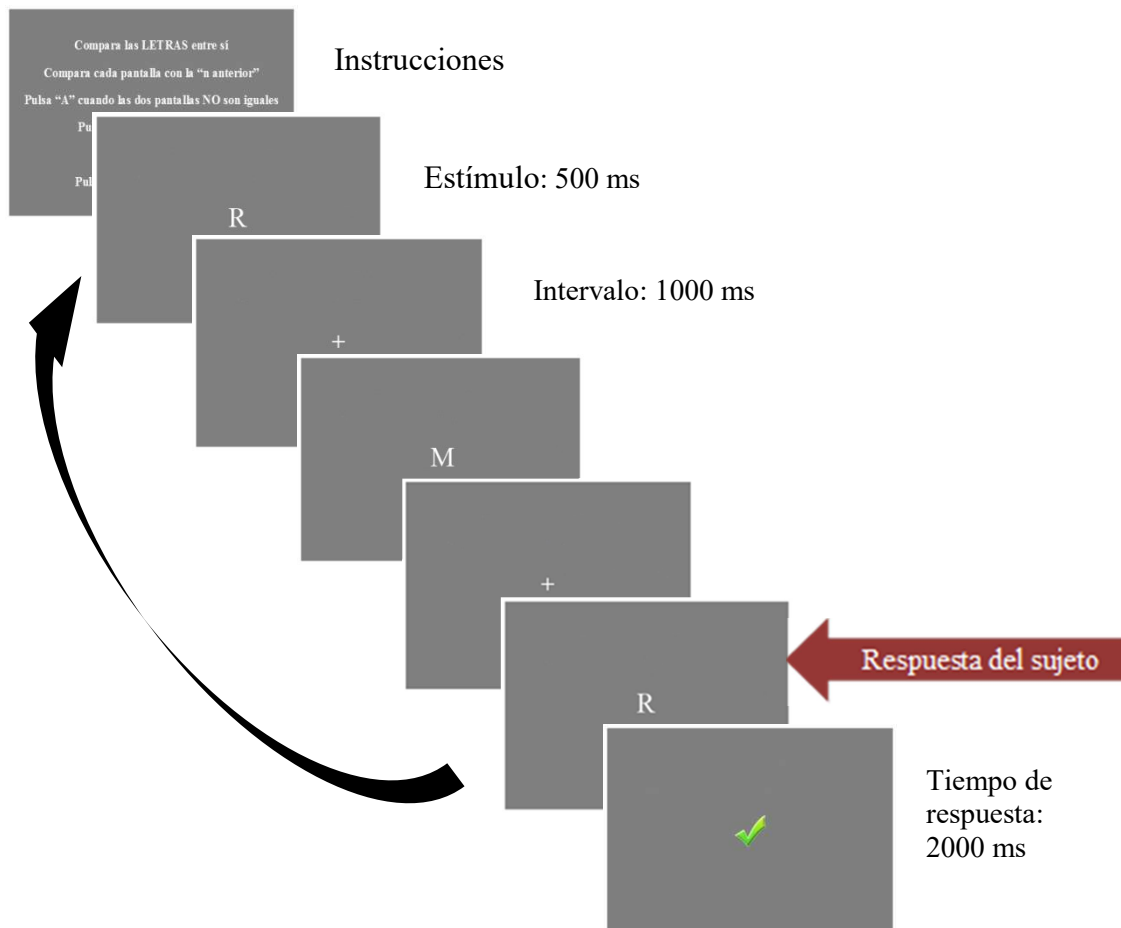 Compara las LETRAS entre sí
Compara cada pantalla con la “n anterior”
Pulsa “A” cuando las dos pantallas NO son iguales
Instrucciones
Estímulo: 500 ms
R
Intervalo: 1000 ms
+
M
+
Respuesta del sujeto
R
Tiempo de
respuesta:
2000 ms